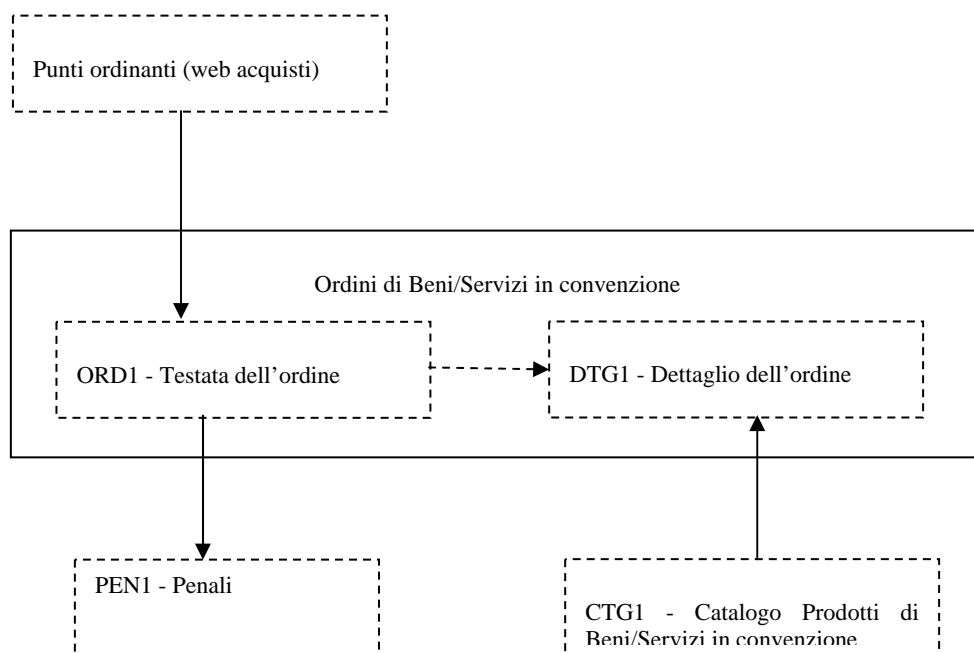 Punti ordinanti (web acquisti)
Ordini di Beni/Servizi in convenzione
ORD1 - Testata dell’ordine
DTG1 - Dettaglio dell’ordine
PEN1 - Penali
CTG1 - Catalogo Prodotti di
Beni/Servizi in convenzione